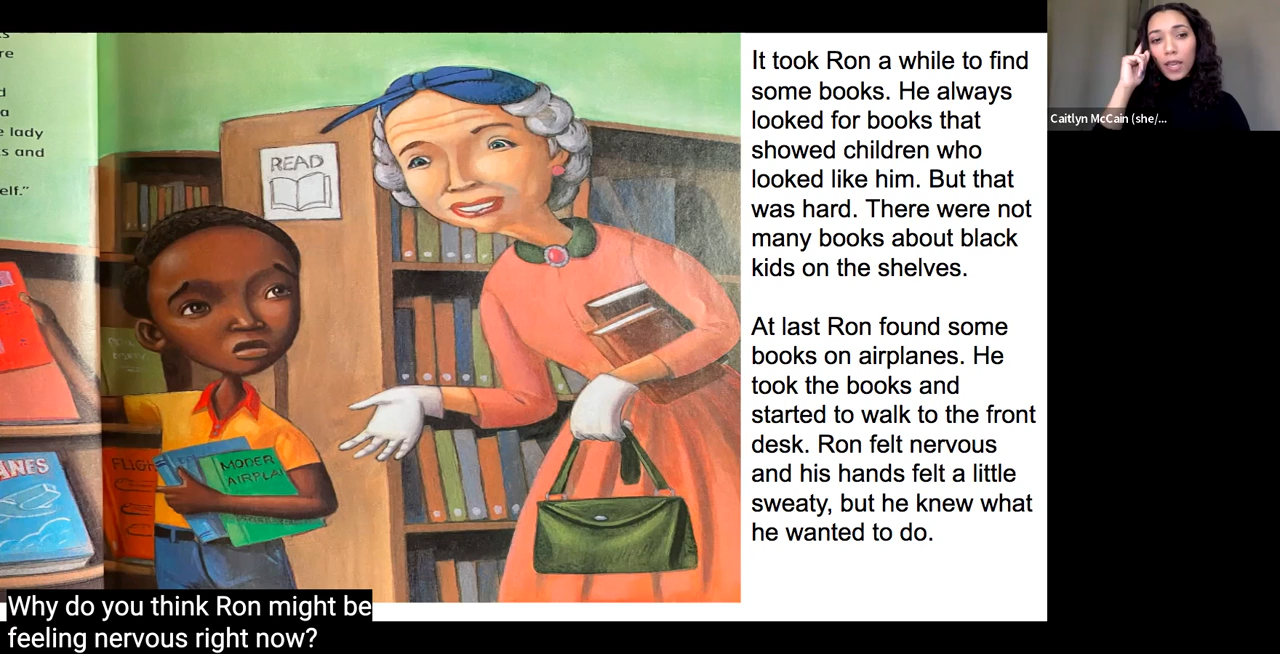 s
re
d
a
e lady
s and
elf."
READ
ANES
FLIGH
MODER
AIRPLA
It took Ron a while to find
some books. He always
looked for books that
showed children who
looked like him. But that
was hard. There were not
many books about black
kids on the shelves.
At last Ron found some
books on airplanes. He
took the books and
started to walk to the front
desk. Ron felt nervous
and his hands felt a little
sweaty, but he knew what
he wanted to do.
Caitlyn McCain (she/...
Why do you think Ron might be
feeling nervous right now?